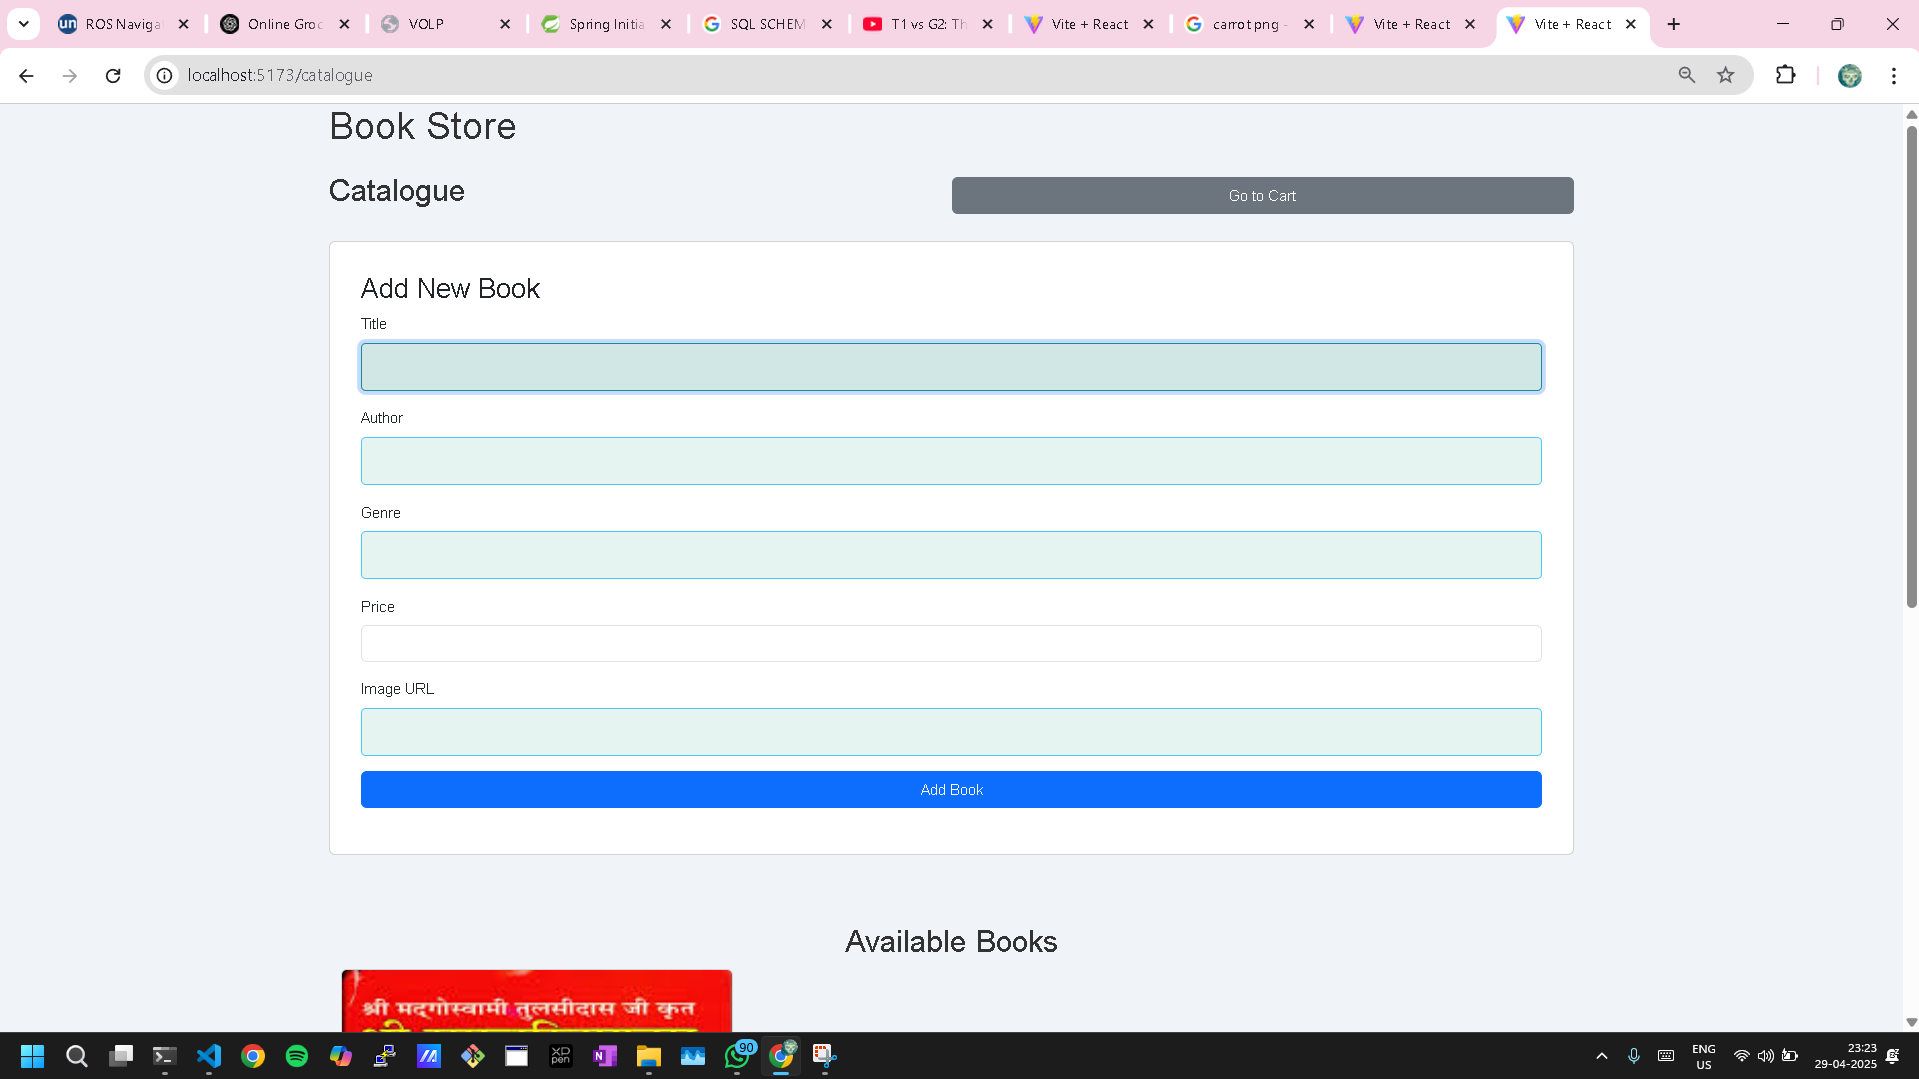 ROS Naviga
Online Groc
VOLP
Spring Initia
SQL SCHEM
T1 vs G2: Th
Vite + React
carrot png -
Vite + React
Vite + React
localhost:5173/catalogue
Book Store
Catalogue
Go to Cart
Add New Book
Title
Author
Genre
Price
Image URL
Add Book
Available Books
श्री मद्गोस्वामी तुलसीदास जी कृत
90
ENG
US
23:23
29-04-2025